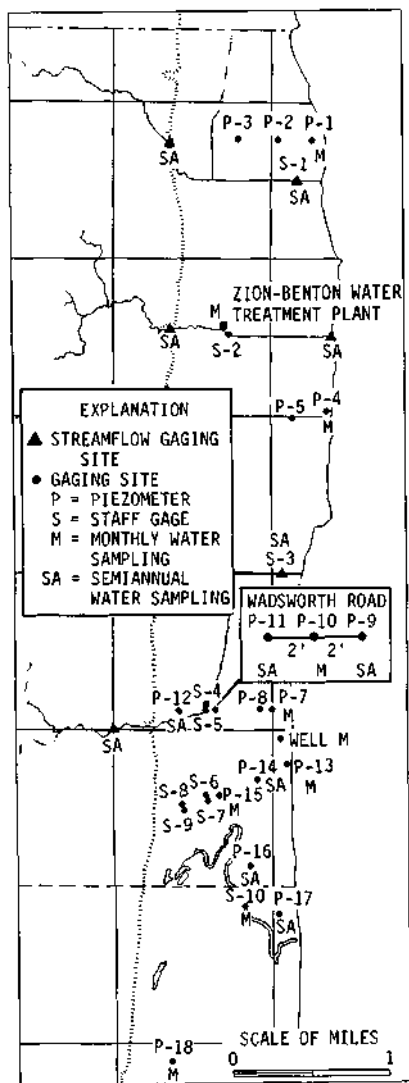 P-3 P-2 P-1
M
SA
S-1
SA
ZION-BENTON WATER
TREATMENT PLANT
M
SA
S-2
SA
P-4
P-5
M
EXPLANATION
STREAMFLOW GAGING
SITE
GAGING SITE
P = PIEZOMETER
S = STAFF GAGE
M = MONTHLY WATER
SAMPLING
SA = SEMIANNUAL
WATER SAMPLING
SA
S-3
WADSWORTH ROAD
P-11 P-10 P-9
2' 2'
SA M SA
P-12 S-4 P-8 P-7
SA S-5 M
SA
WELL M
P-14 P-13
SA M
S-8 S-6
P-15
S-9 S-7 M
P-16
SA
S-10 P-17
M SA
P-18
M
SCALE OF MILES
0 1